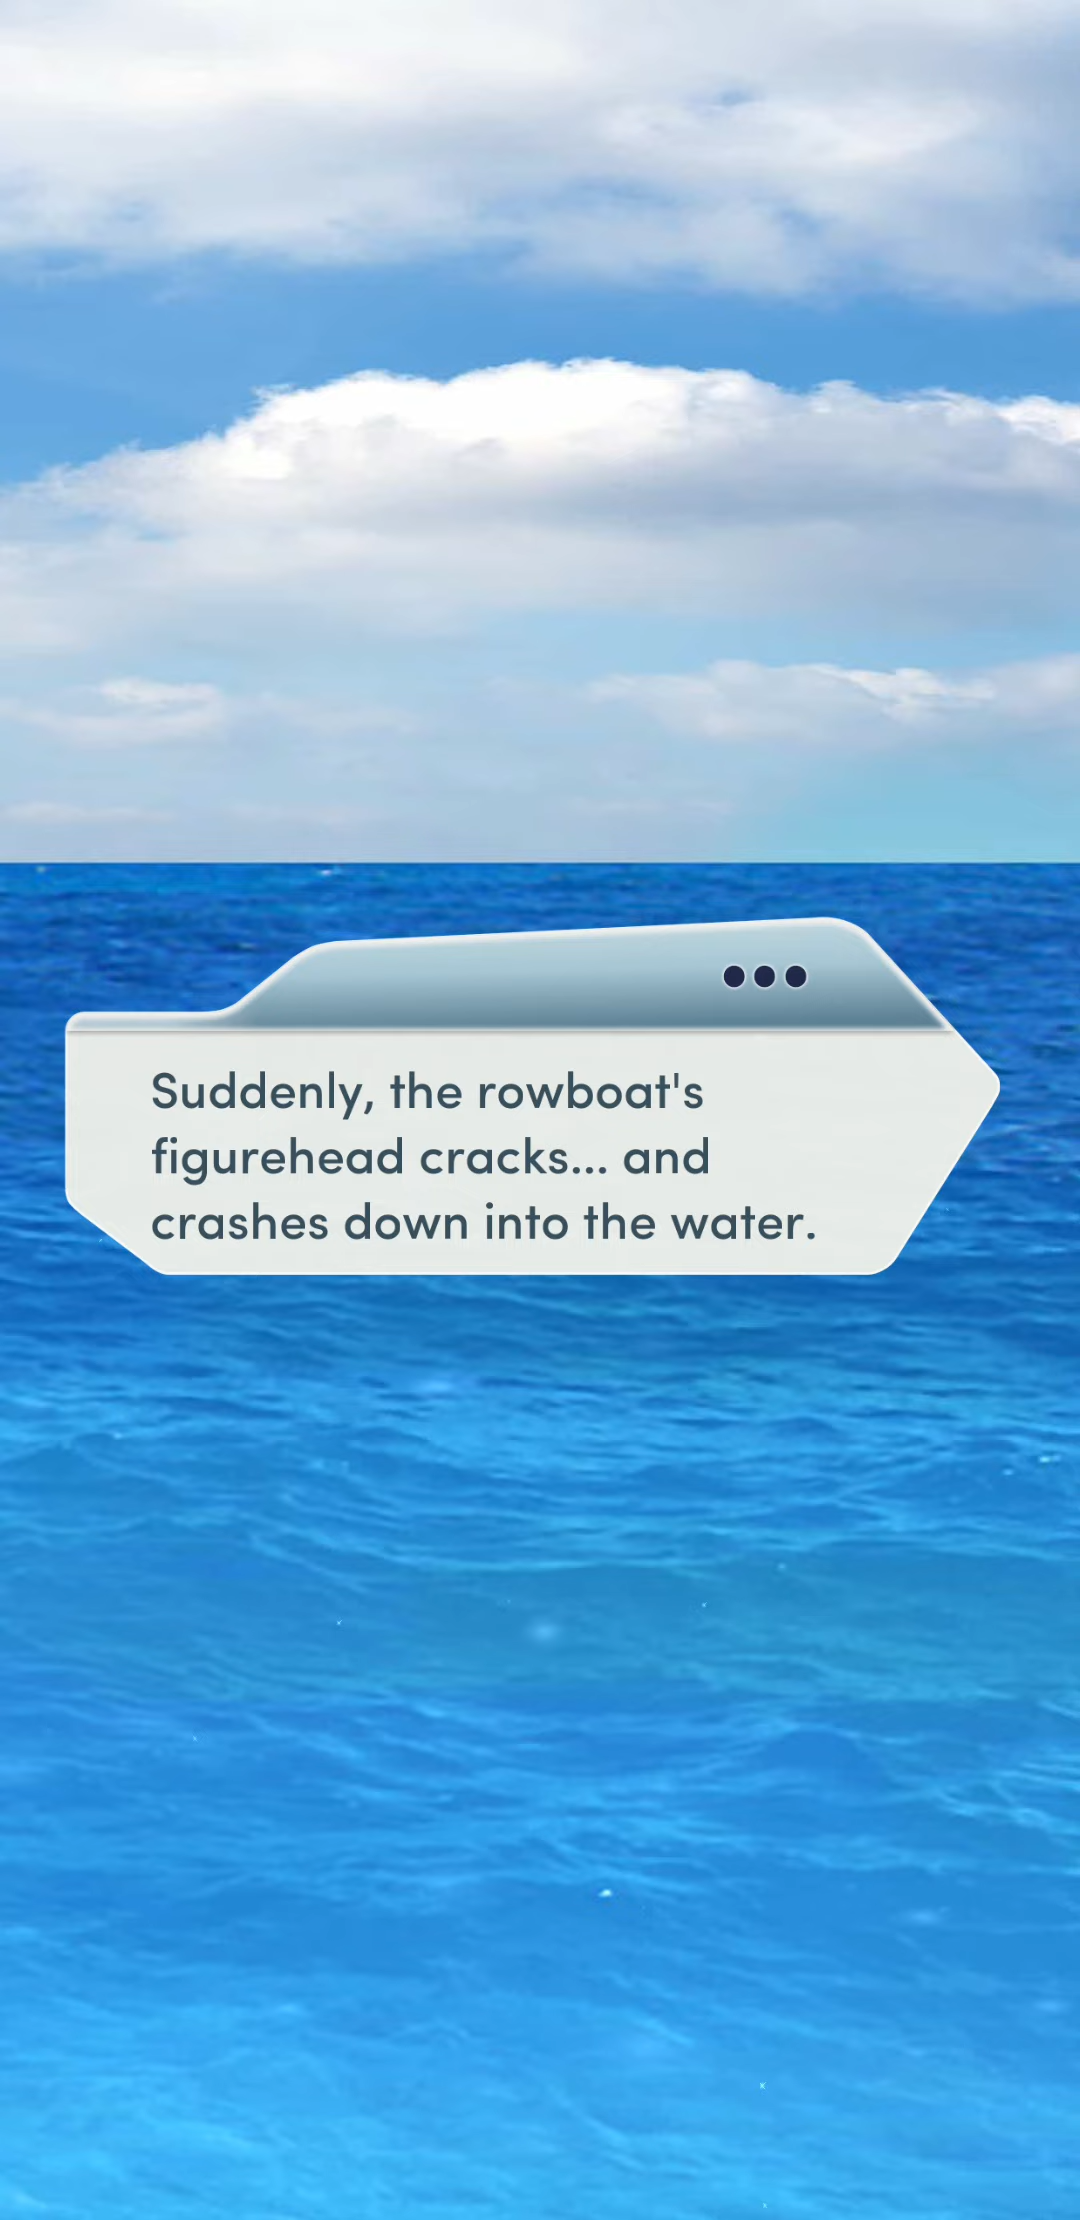 Suddenly, the rowboat's
figurehead cracks... and
crashes down into the water.